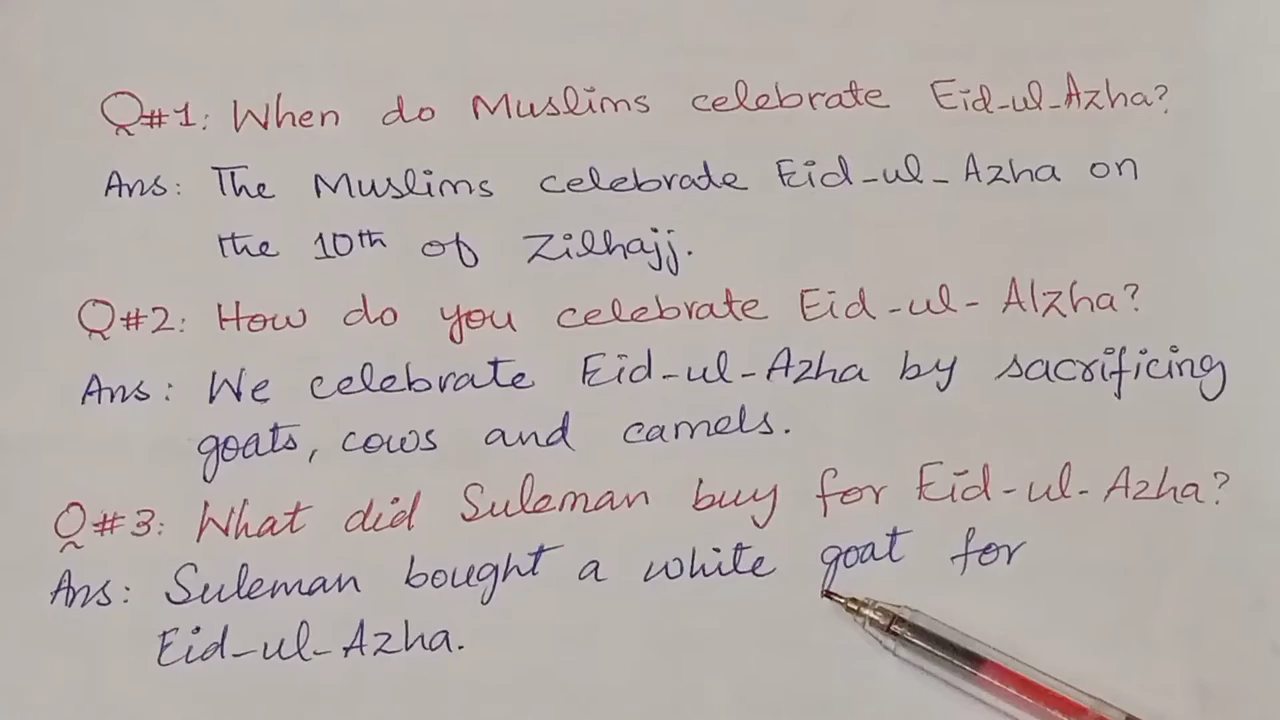 Q#1: When do Muslims celebrate Eid-ul-Azha?
Ans: The Muslims celebrate Eid-ul-Azha on
the 10th of Zilhajj.
Q#2: How do you celebrate Eid-ul-Alzha?
Ans: We celebrate Eid-ul-Azha by sacrificing
goats, cows and camels.
Q#3: What did Suleman buy for Eid-ul-Azha?
Ans: Suleman bought a white goat for
Eid-ul-Azha.